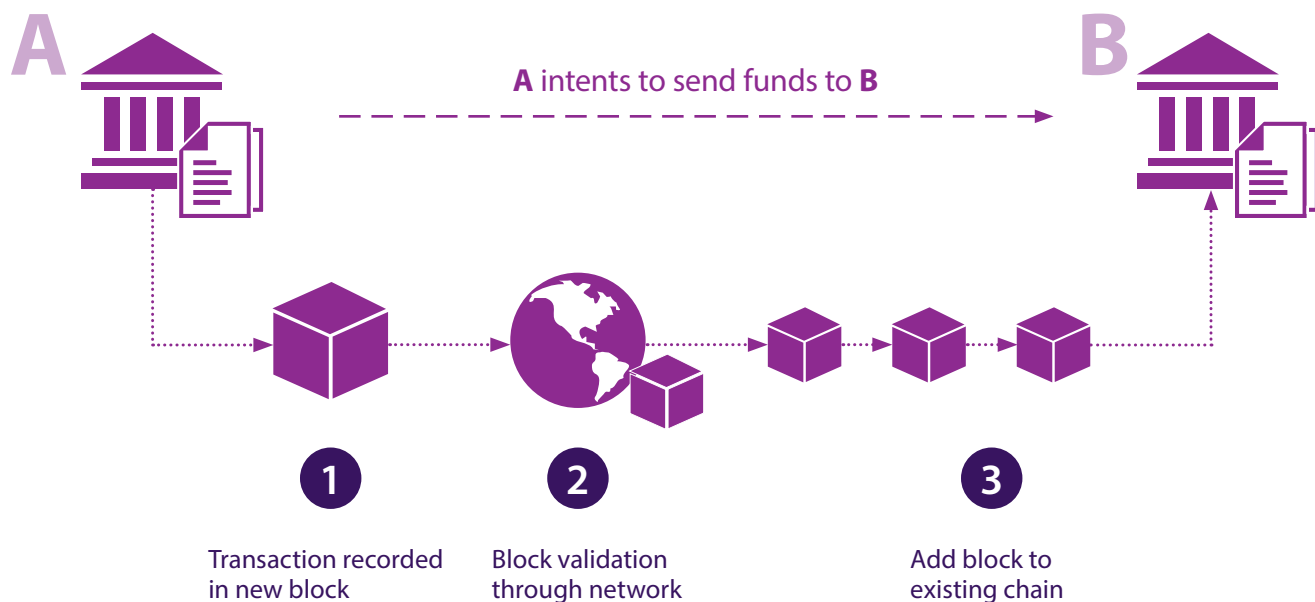 A
B
A intents to send funds to B
1
2
3
Transaction recorded
in new block
Block validation
through network
Add block to
existing chain